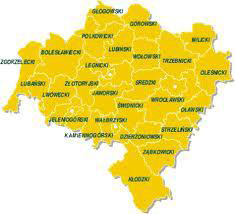 GŁOGOWSKI
GÓROWSKI
POLKOWICKI
MILICKI
LUBIŃSKI
BOLESŁAWIECKI
WOŁOWSKI
TRZEBNICKI
ZGORZELECKI
LEGNICKI
OLEŚNICKI
LUBAŃSKI
ZŁOTORYJSKI
ŚREDZKI
LWÓWECKI
JAWORSKI
WROCŁAWSKI
ŚWIDNICKI
OŁAWSKI
JELENIOGÓRSKI
WAŁBRZYSKI
STRZELIŃSKI
KAMIENNOGÓRSKI
DZIERŻONIOWSKI
ZĄBKOWICKI
KŁODZKI